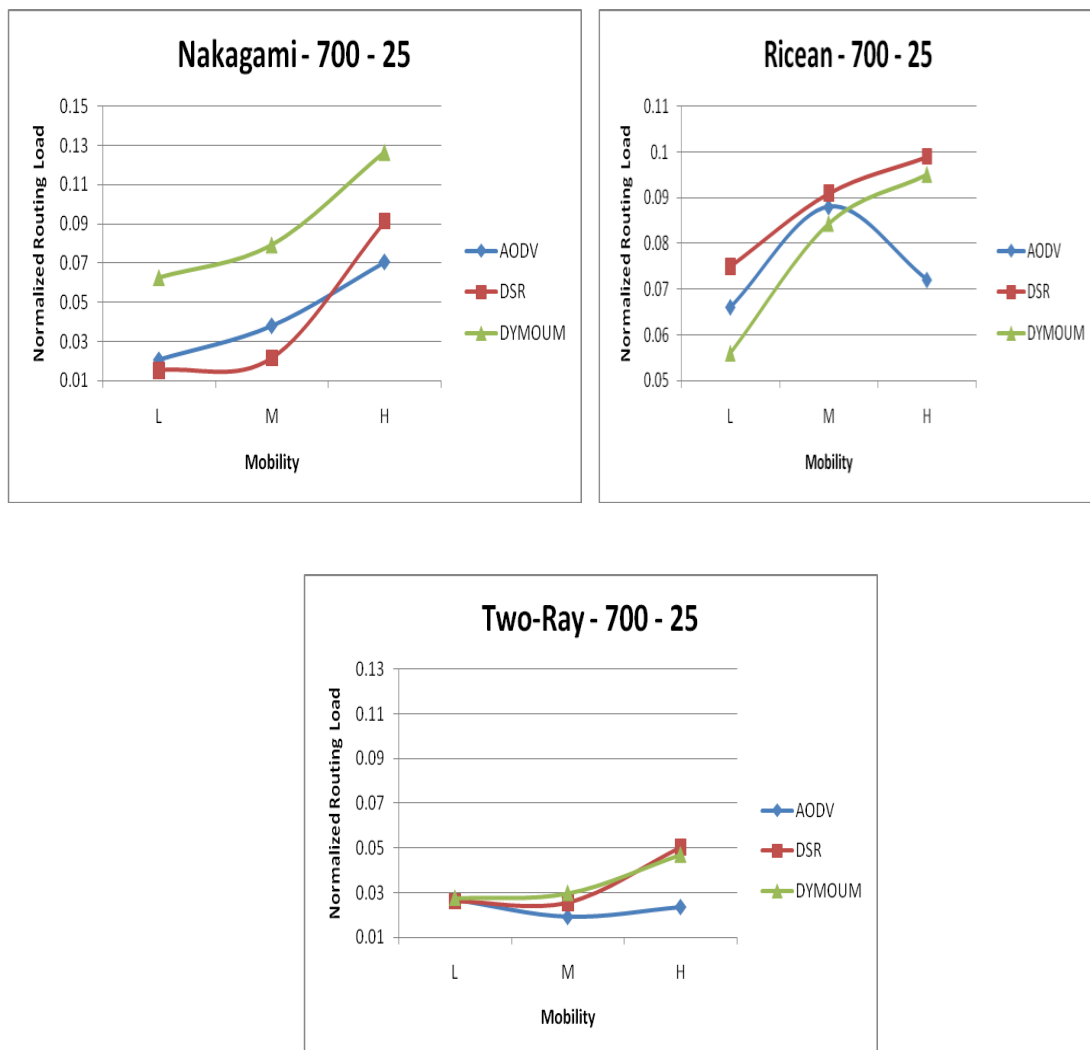 Nakagami - 700 - 25
Normalized Routing Load
0.15
0.13
0.11
0.09
0.07
0.05
0.03
0.01
L M H
Mobility
AODV
DSR
DYMOUM
Ricean - 700 - 25
Normalized Routing Load
0.11
0.1
0.09
0.08
0.07
0.06
0.05
L M H
Mobility
AODV
DSR
DYMOUM
Two-Ray - 700 - 25
Normalized Routing Load
0.13
0.11
0.09
0.07
0.05
0.03
0.01
L M H
Mobility
AODV
DSR
DYMOUM